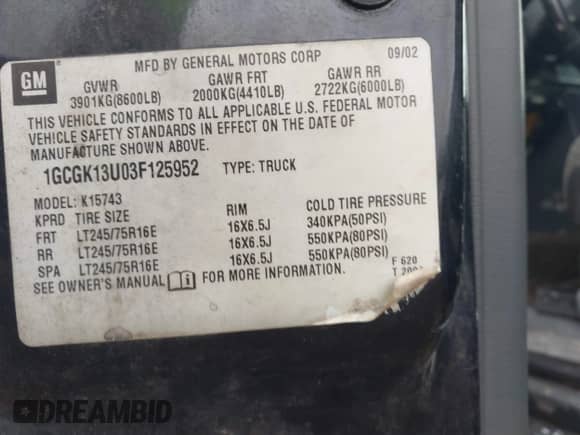 MFD BY GENERAL MOTORS CORP 09/02
GM
GVWR GAWR FRT GAWR RR
3901KG(8600LB) 2000KG(4410LB) 2722KG(6000LB)
THIS VEHICLE CONFORMS TO ALL APPLICABLE U.S. FEDERAL MOTOR
VEHICLE SAFETY STANDARDS IN EFFECT ON THE DATE OF
MANUFACTURE SHOWN ABOVE.
1GCGK13U03F125952 TYPE: TRUCK
MODEL: K15743
KPRD TIRE SIZE RIM COLD TIRE PRESSURE
FRT LT245/75R16E 16X6.5J 340KPA(50PSI)
RR LT245/75R16E 16X6.5J 550KPA(80PSI)
SPA LT245/75R16E 16X6.5J 550KPA(80PSI)
SEE OWNER'S MANUAL i FOR MORE INFORMATION.
F 620
DREAMBID